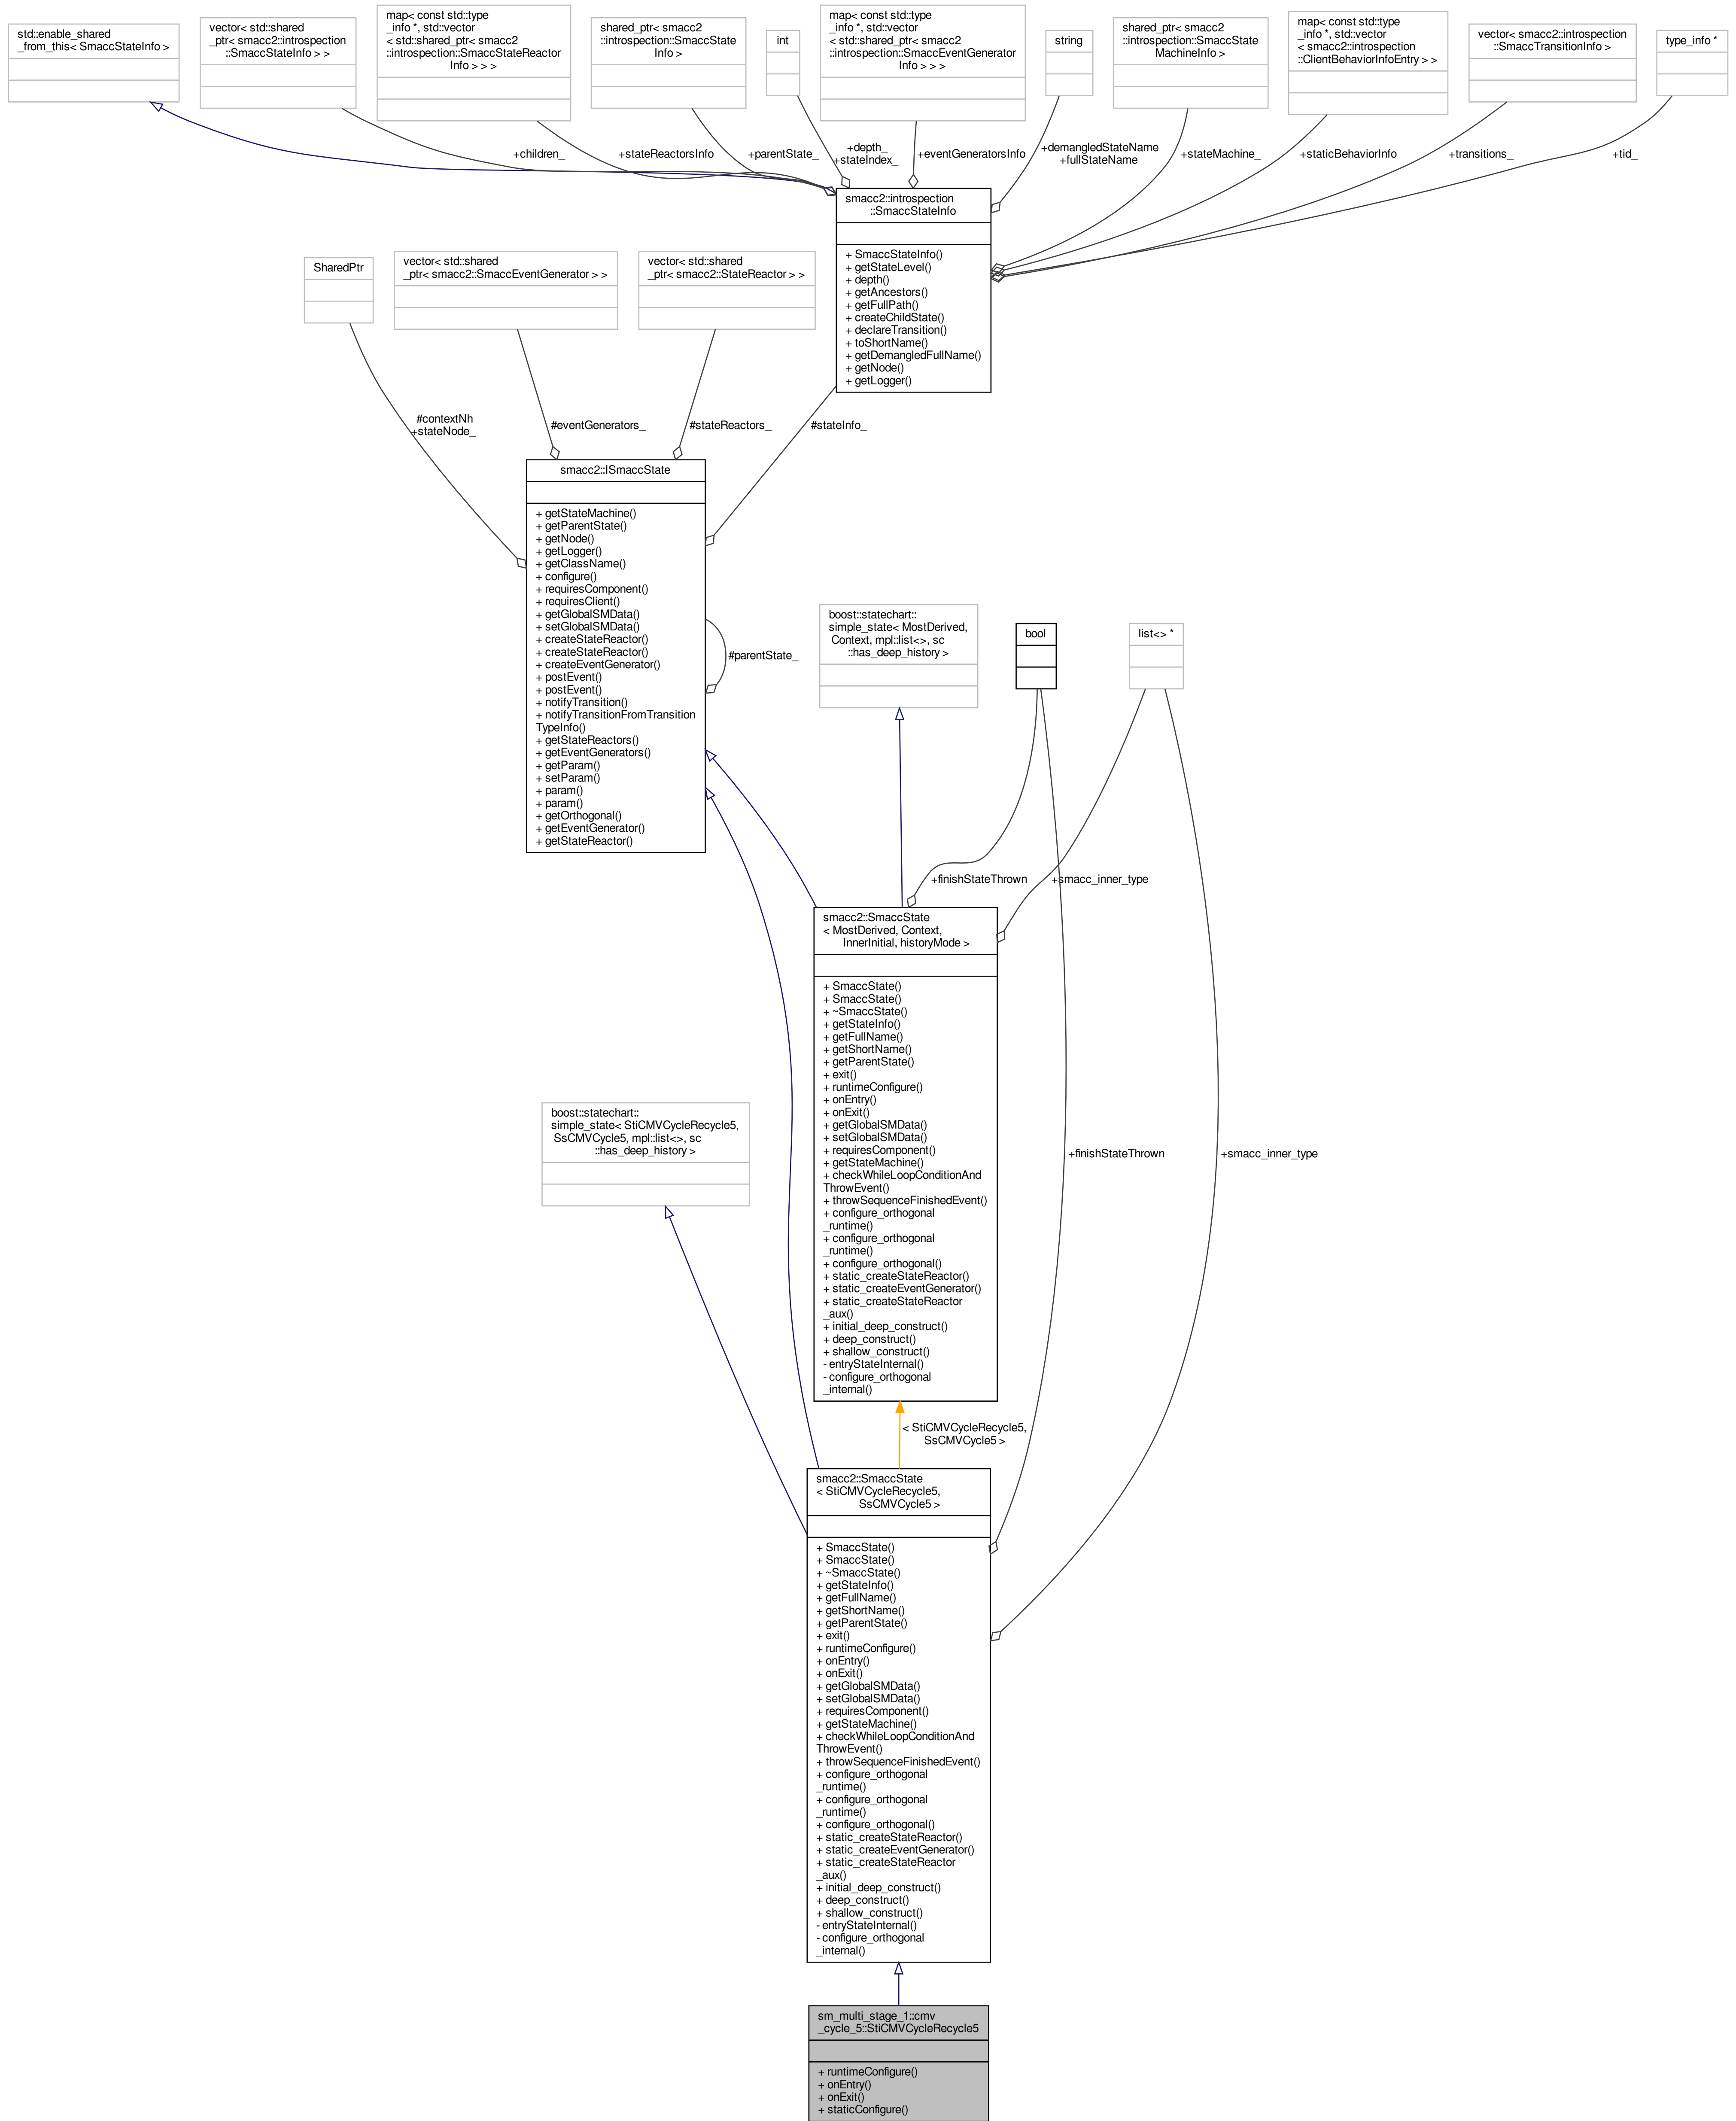 std::enable_shared
_from_this< SmaccStateInfo >
vector< std::shared
_ptr< smacc2::introspection
::SmaccStateInfo > >
map< const std::type
_info *, std::vector
< std::shared_ptr< smacc2
::introspection::SmaccStateReactor
Info > > >
shared_ptr< smacc2
::introspection::SmaccState
Info >
int
map< const std::type
_info *, std::vector
< std::shared_ptr< smacc2
::introspection::SmaccEventGenerator
Info > > >
string
shared_ptr< smacc2
::introspection::SmaccState
MachineInfo >
map< const std::type
_info *, std::vector
< smacc2::introspection
::ClientBehaviorInfoEntry > >
vector< smacc2::introspection
::SmaccTransitionInfo >
type_info *
+children_
+stateReactorsInfo
+parentState_
+depth_
+stateIndex_
+eventGeneratorsInfo
+demangledStateName
+fullStateName
+stateMachine_
+staticBehaviorInfo
+transitions_
+tid_
smacc2::introspection
::SmaccStateInfo
+ SmaccStateInfo()
+ getStateLevel()
+ depth()
+ getAncestors()
+ getFullPath()
+ createChildState()
+ declareTransition()
+ toShortName()
+ getDemangledFullName()
+ getNode()
+ getLogger()
SharedPtr
vector< std::shared
_ptr< smacc2::SmaccEventGenerator > >
vector< std::shared
_ptr< smacc2::StateReactor > >
#contextNh
+stateNode_
#eventGenerators_
#stateReactors_
#stateInfo_
smacc2::ISmaccState
+ getStateMachine()
+ getParentState()
+ getNode()
+ getLogger()
+ getClassName()
+ configure()
+ requiresComponent()
+ requiresClient()
+ getGlobalSMData()
+ setGlobalSMData()
+ createStateReactor()
+ createStateReactor()
+ createEventGenerator()
+ postEvent()
+ postEvent()
+ notifyTransition()
+ notifyTransitionFromTransition
TypeInfo()
+ getStateReactors()
+ getEventGenerators()
+ getParam()
+ setParam()
+ param()
+ param()
+ getOrthogonal()
+ getEventGenerator()
+ getStateReactor()
#parentState_
boost::statechart::
simple_state< MostDerived,
Context, mpl::list<>, sc
::has_deep_history >
bool
list<> *
+finishStateThrown
+smacc_inner_type
smacc2::SmaccState
< MostDerived, Context,
InnerInitial, historyMode >
+ SmaccState()
+ SmaccState()
+ ~SmaccState()
+ getStateInfo()
+ getFullName()
+ getShortName()
+ getParentState()
+ exit()
+ runtimeConfigure()
+ onEntry()
+ onExit()
+ getGlobalSMData()
+ setGlobalSMData()
+ requiresComponent()
+ getStateMachine()
+ checkWhileLoopConditionAnd
ThrowEvent()
+ throwSequenceFinishedEvent()
+ configure_orthogonal
_runtime()
+ configure_orthogonal
_runtime()
+ configure_orthogonal()
+ static_createStateReactor()
+ static_createEventGenerator()
+ static_createStateReactor
_aux()
+ initial_deep_construct()
+ deep_construct()
+ shallow_construct()
- entryStateInternal()
- configure_orthogonal
_internal()
boost::statechart::
simple_state< StiCMVCycleRecycle5,
SsCMVCycle5, mpl::list<>, sc
::has_deep_history >
+finishStateThrown
+smacc_inner_type
< StiCMVCycleRecycle5,
SsCMVCycle5 >
smacc2::SmaccState
< StiCMVCycleRecycle5,
SsCMVCycle5 >
+ SmaccState()
+ SmaccState()
+ ~SmaccState()
+ getStateInfo()
+ getFullName()
+ getShortName()
+ getParentState()
+ exit()
+ runtimeConfigure()
+ onEntry()
+ onExit()
+ getGlobalSMData()
+ setGlobalSMData()
+ requiresComponent()
+ getStateMachine()
+ checkWhileLoopConditionAnd
ThrowEvent()
+ throwSequenceFinishedEvent()
+ configure_orthogonal
_runtime()
+ configure_orthogonal
_runtime()
+ configure_orthogonal()
+ static_createStateReactor()
+ static_createEventGenerator()
+ static_createStateReactor
_aux()
+ initial_deep_construct()
+ deep_construct()
+ shallow_construct()
- entryStateInternal()
- configure_orthogonal
_internal()
sm_multi_stage_1::cmv
_cycle_5::StiCMVCycleRecycle5
+ runtimeConfigure()
+ onEntry()
+ onExit()
+ staticConfigure()